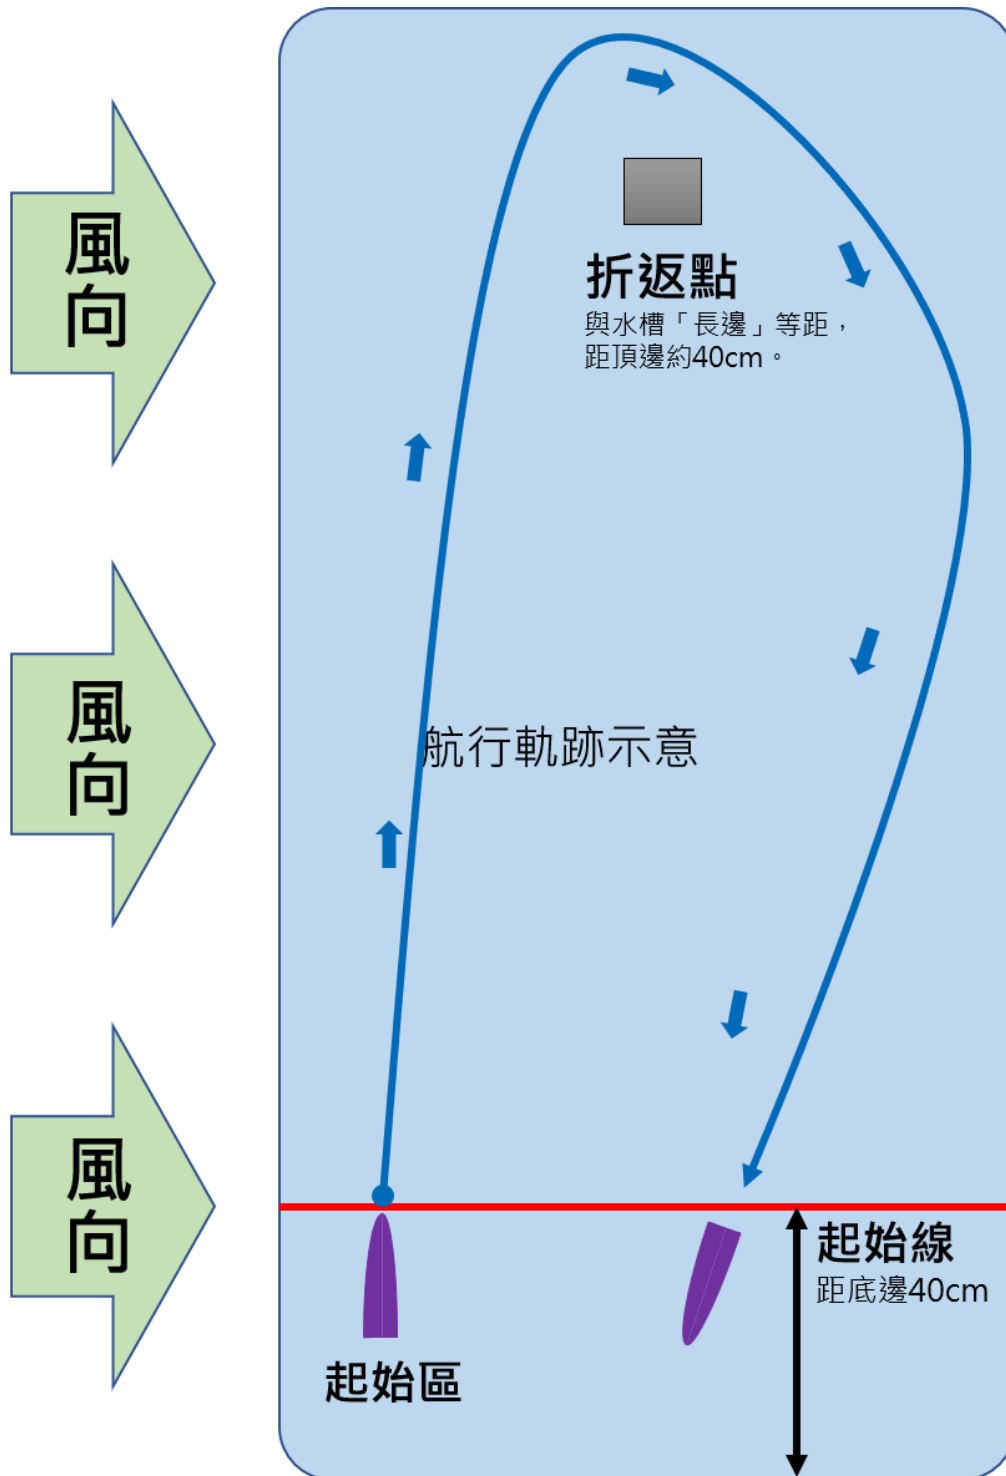 風向
折返點
與水槽「長邊」等距，
距頂邊約40cm。
風向
航行軌跡示意
風向
起始線
距底邊40cm
起始區